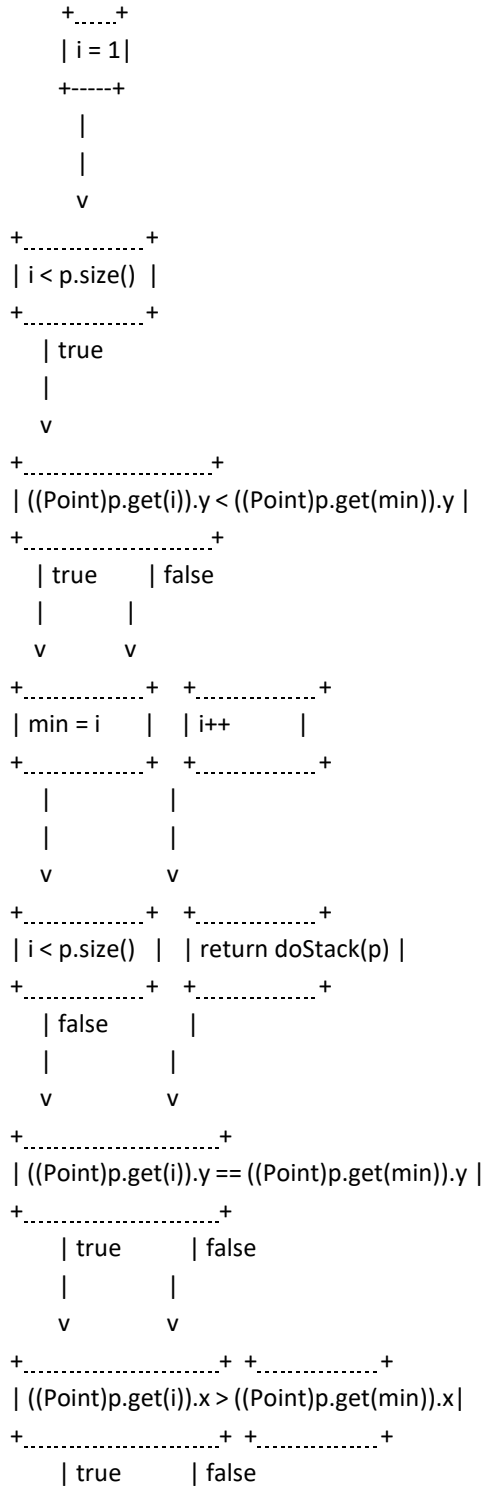 +......+
| i = 1|
+-----+
|
|
v
+................+
| i < p.size() |
+................+
| true
|
v
+.........................+
| ((Point)p.get(i)).y < ((Point)p.get(min)).y |
+.........................+
| true | false
| |
v v
+................+ +................+
| min = i | | i++ |
+................+ +................+
| |
| |
v v
+................+ +................+
| i < p.size() | | return doStack(p) |
+................+ +................+
| false |
| |
v v
+..........................+
| ((Point)p.get(i)).y == ((Point)p.get(min)).y |
+..........................+
| true | false
| |
v v
+..........................+ +................+
| ((Point)p.get(i)).x > ((Point)p.get(min)).x|
+..........................+ +................+
| true | false